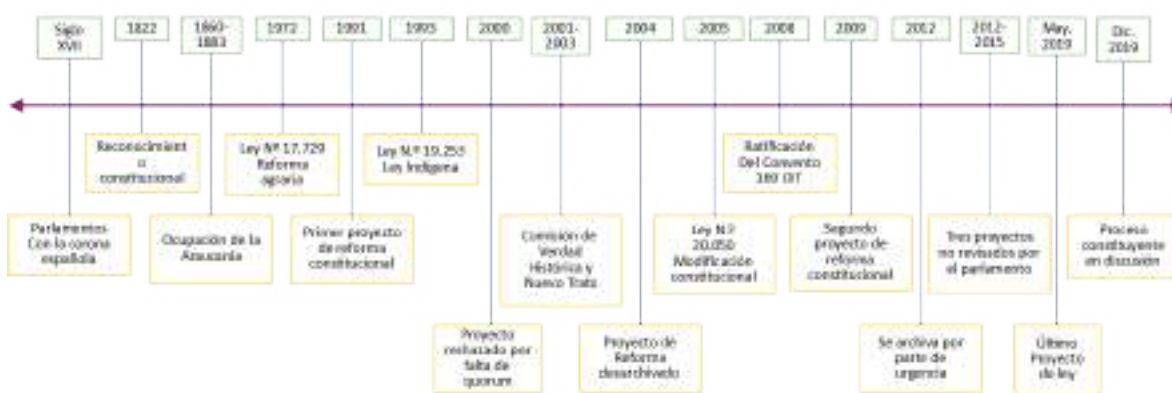 Siglo
XVII
1822
1860-
1883
1972
1991
1993
2000
2001-
2003
2004
2005
2008
2009
2012
2012-
2015
May.
2019
Dic.
2019
Reconocimient
o
constitucional
Ley Nº 17.729
Reforma
agraria
Ley N.º 19.253
Ley Indígena
Ratificación
Del Convenio
169 OIT
Parlamentos
Con la corona
española
Ocupación de la
Araucanía
Primer proyecto
de reforma
constitucional
Comisión de
Verdad
Histórica y
Nuevo Trato
Ley N.º
20.050
Modificación
constitucional
Segundo
proyecto de
reforma
constitucional
Tres proyectos
no revisados por
el parlamento
Proceso
constituyente
en discusión
Proyecto
rechazado por
falta de
quorum
Proyecto de
Reforma
desarchivado
Se archiva por
parte de
urgencia
Último
Proyecto
de ley